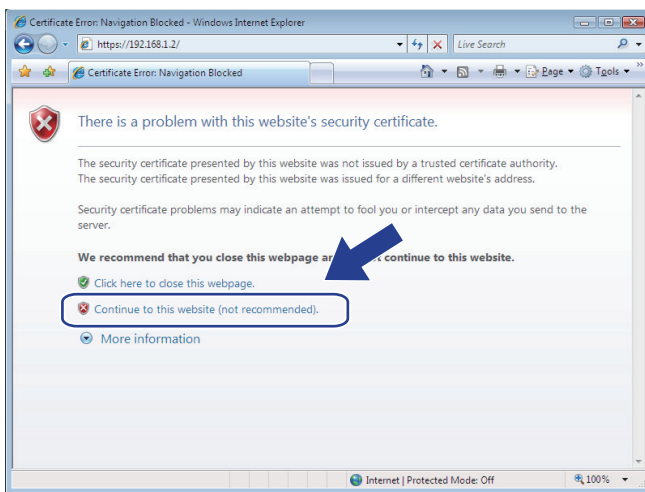 Certificate Error: Navigation Blocked - Windows Internet Explorer
https://192.168.1.2/
Live Search
Certificate Error: Navigation Blocked
Page
Tools
There is a problem with this website's security certificate.
The security certificate presented by this website was not issued by a trusted certificate authority.
The security certificate presented by this website was issued for a different website's address.
Security certificate problems may indicate an attempt to fool you or intercept any data you send to the
server.
We recommend that you close this webpage an t continue to this website.
Click here to close this webpage.
Continue to this website (not recommended).
More information
Internet | Protected Mode: Off
100%